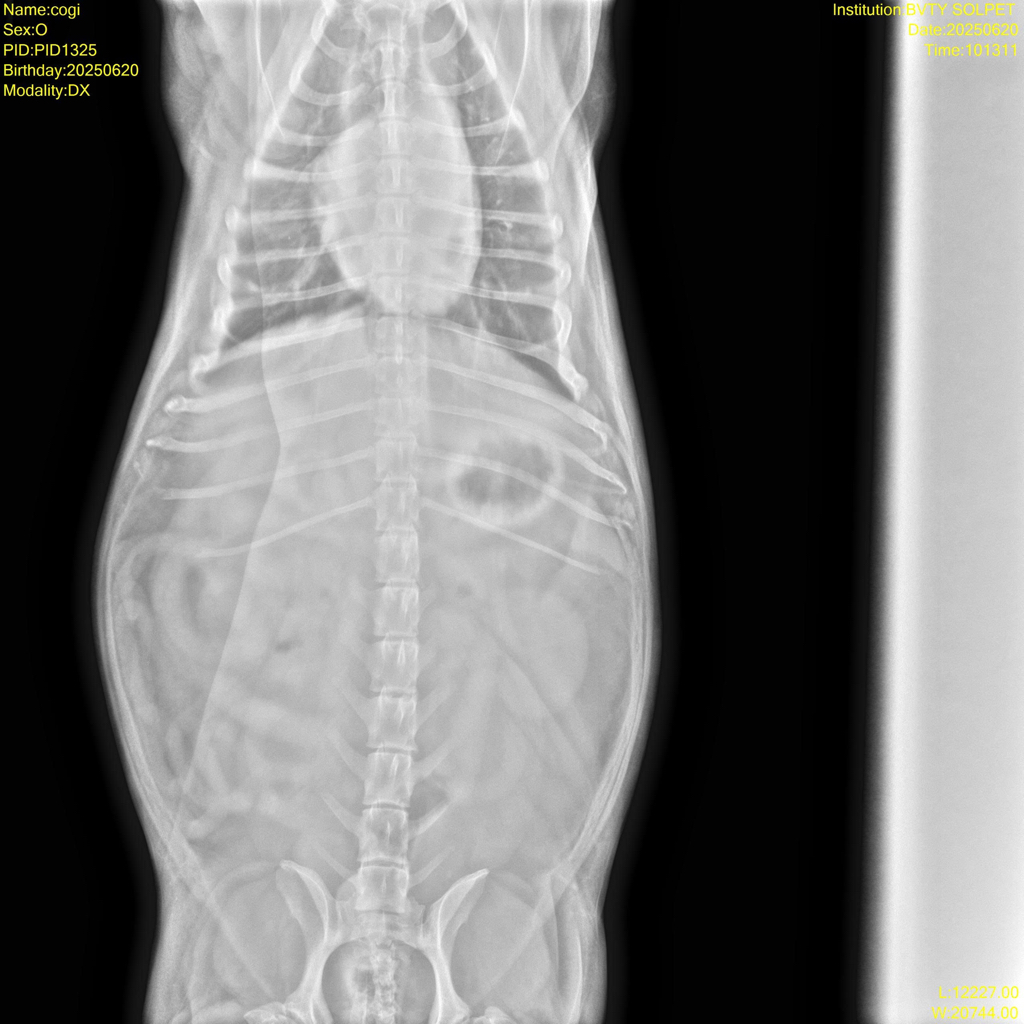 Name:cogi
Sex:O
PID:PID1325
Birthday:20250620
Modality:DX
Institution:BVTY SOLPET
Date:20250620
Time:101311
L:12227.00
W:20744.00